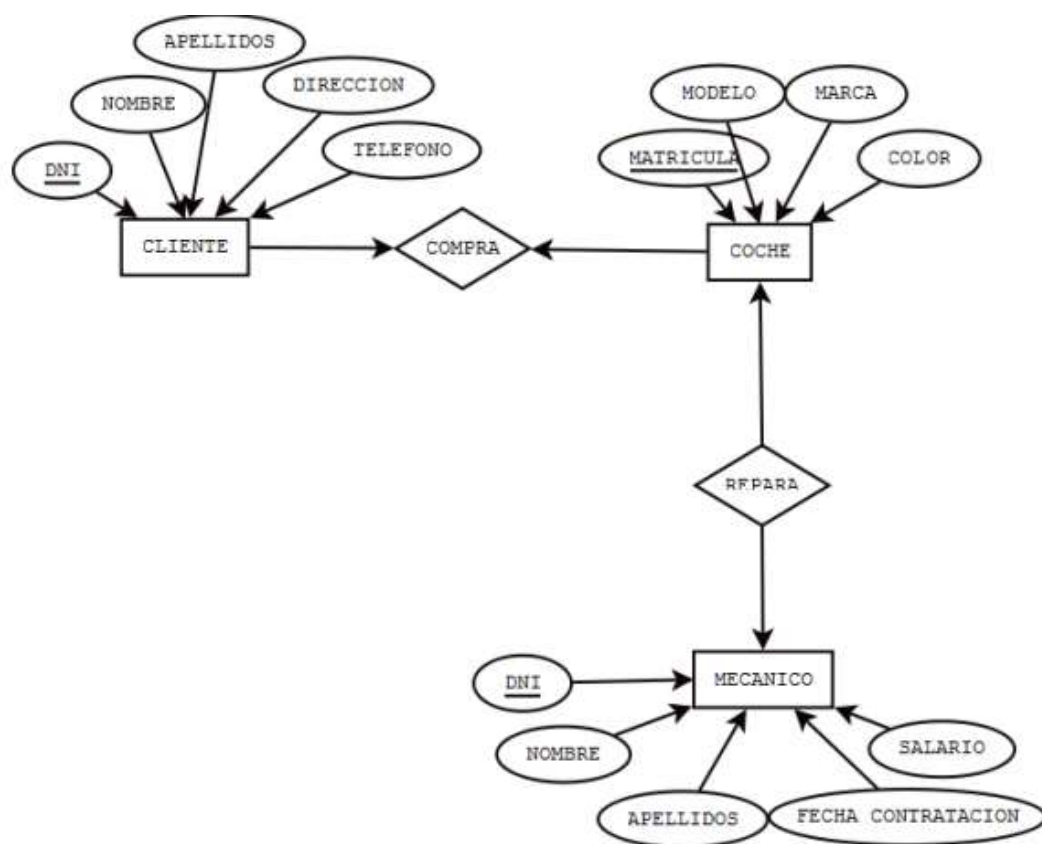 APELLIDOS
DIRECCION
NOMBRE
MODELO
MARCA
TELEFONO
DNI
MATRICULA
COLOR
CLIENTE
COMPRA
COCHE
REPARA
MECANICO
DNI
NOMBRE
SALARIO
APELLIDOS
FECHA CONTRATACION